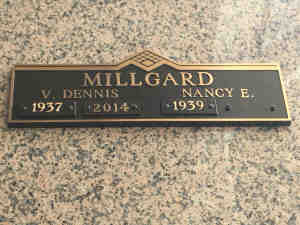 MILLGARD
V. DENNIS NANCY E.
1937 2014 1939